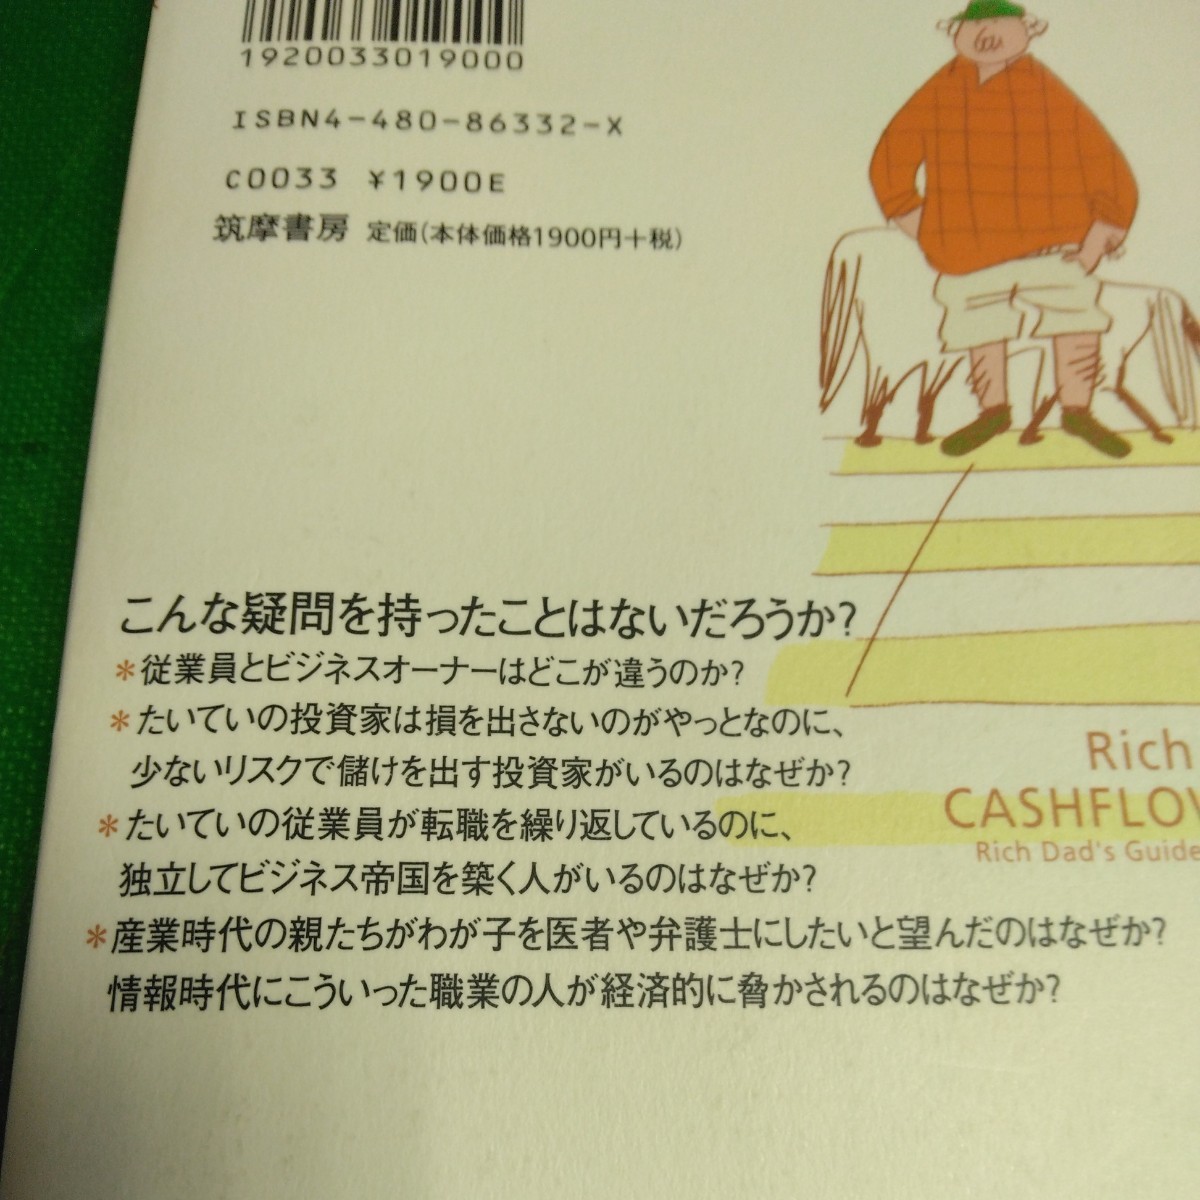 1920033019000
ISBN4-480-86332-X
C0033 ¥1900E
筑摩書房 定価(本体価格1900円+税)
こんな疑問を持ったことはないだろうか?
*従業員とビジネスオーナーはどこが違うのか?
*たいていの投資家は損を出さないのがやっとなのに、
少ないリスクで儲けを出す投資家がいるのはなぜか?
*たいていの従業員が転職を繰り返しているのに、
独立してビジネス帝国を築く人がいるのはなぜか?
*産業時代の親たちがわが子を医者や弁護士にしたいと望んだのはなぜか?
情報時代にこういった職業の人が経済的に脅かされるのはなぜか?
Rich
CASHFLOW
Rich Dad's Guide